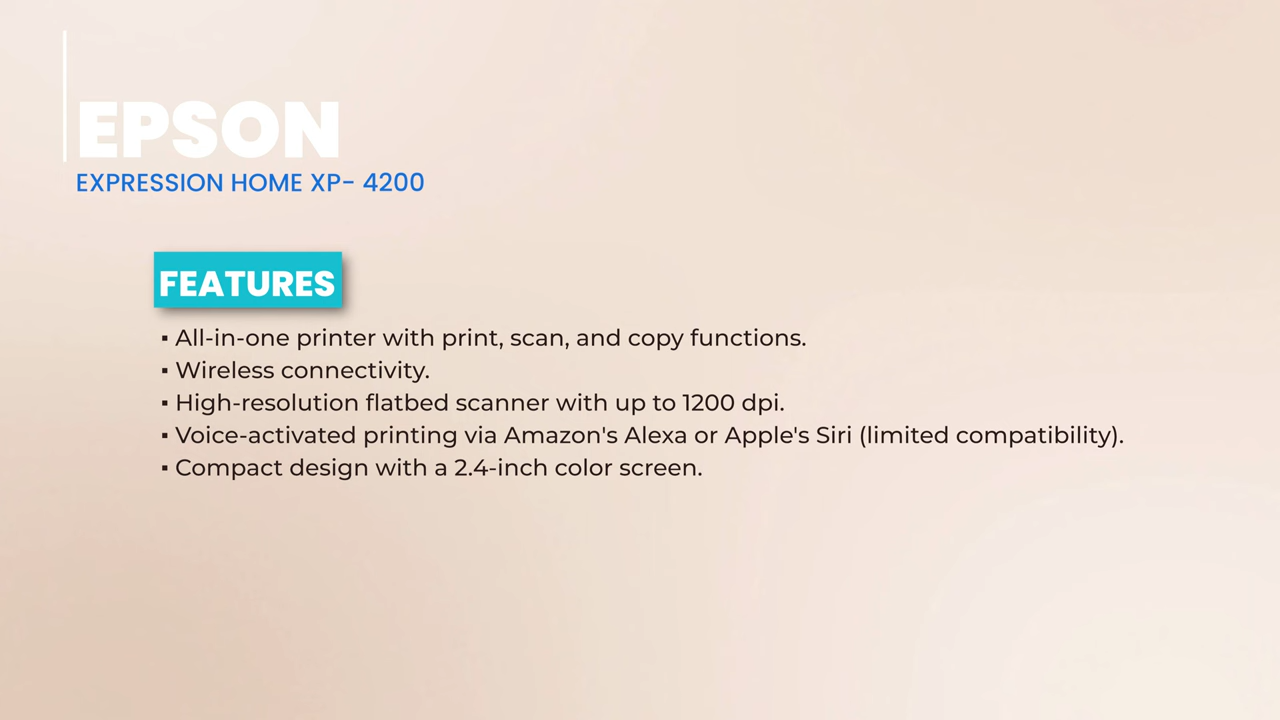 EPSON
EXPRESSION HOME XP- 4200
FEATURES
▪ All-in-one printer with print, scan, and copy functions.
▪ Wireless connectivity.
▪ High-resolution flatbed scanner with up to 1200 dpi.
▪ Voice-activated printing via Amazon's Alexa or Apple's Siri (limited compatibility).
▪ Compact design with a 2.4-inch color screen.